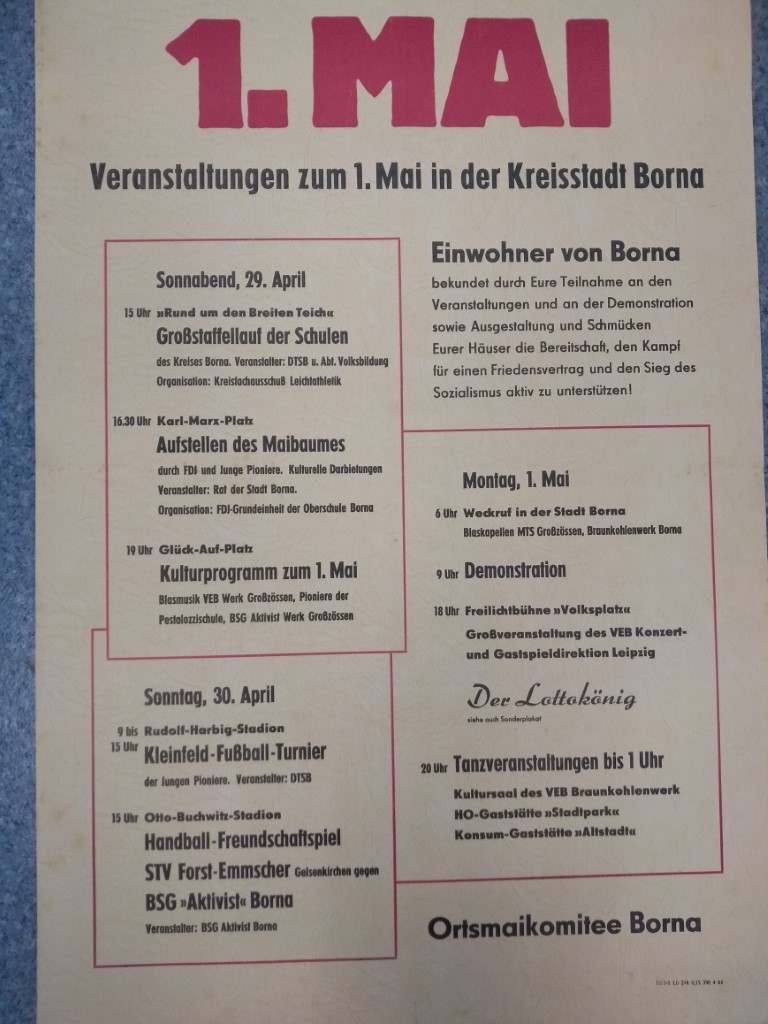 1. MAI
Veranstaltungen zum 1. Mai in der Kreisstadt Borna
Sonnabend, 29. April
15 Uhr »Rund um den Breiten Teich«
Großstaffellauf der Schulen
des Kreises Borna. Veranstalter: DTSB u. Abt. Volksbildung
Organisation: Kreisfachausschuß Leichtathletik
16.30 Uhr Karl-Marx-Platz
Aufstellen des Maibaumes
durch FDJ und Junge Pioniere. Kulturelle Darbietungen
Veranstalter: Rat der Stadt Borna.
Organisation: FDJ-Grundeinheit der Oberschule Borna
19 Uhr Glück-Auf-Platz
Kulturprogramm zum 1. Mai
Blasmusik VEB Werk Großzössen, Pioniere der
Pestalozzischule, BSG Aktivist Werk Großzössen
Sonntag, 30. April
9 bis Rudolf-Harbig-Stadion
15 Uhr Kleinfeld-Fußball-Turnier
der Jungen Pioniere. Veranstalter: DTSB
15 Uhr Otto-Buchwitz-Stadion
Handball-Freundschaftspiel
STV Forst-Emmscher Gelsenkirchen gegen
BSG »Aktivist« Borna
Veranstalter: BSG Aktivist Borna
Einwohner von Borna
bekundet durch Eure Teilnahme an den
Veranstaltungen und an der Demonstration
sowie Ausgestaltung und Schmücken
Eurer Häuser die Bereitschaft, den Kampf
für einen Friedensvertrag und den Sieg des
Sozialismus aktiv zu unterstützen!
Montag, 1. Mai
6 Uhr Weckruf in der Stadt Borna
Blaskapellen MTS Großzössen, Braunkohlenwerk Borna
9 Uhr Demonstration
18 Uhr Freilichtbühne »Volksplatz«
Großveranstaltung des VEB Konzert-
und Gastspieldirektion Leipzig
Der Lottokönig
siehe auch Sonderplakat
20 Uhr Tanzveranstaltungen bis 1 Uhr
Kultursaal des VEB Braunkohlenwerk
HO-Gaststätte »Stadtpark«
Konsum-Gaststätte »Altstadt«
Ortsmaikomitee Borna